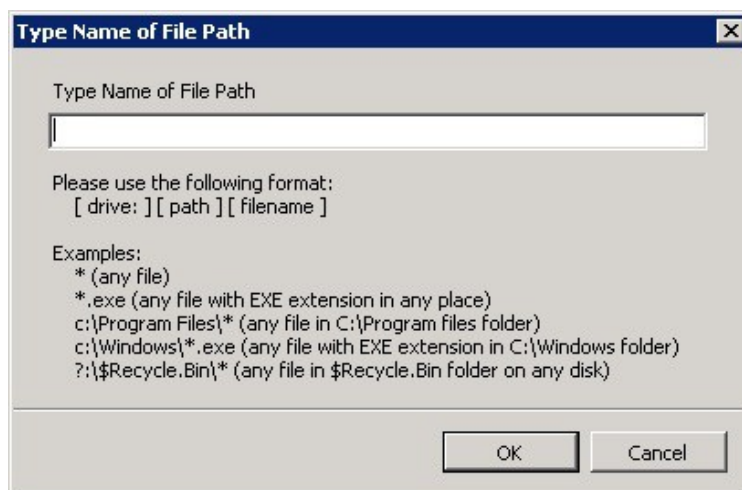 Type Name of File Path
Type Name of File Path
Please use the following format:
[ drive: ] [ path ] [ filename ]
Examples:
* (any file)
*.exe (any file with EXE extension in any place)
c:\Program Files\* (any file in C:\Program files folder)
c:\Windows\*.exe (any file with EXE extension in C:\Windows folder)
?:\$Recycle.Bin\* (any file in $Recycle.Bin folder on any disk)
OK
Cancel